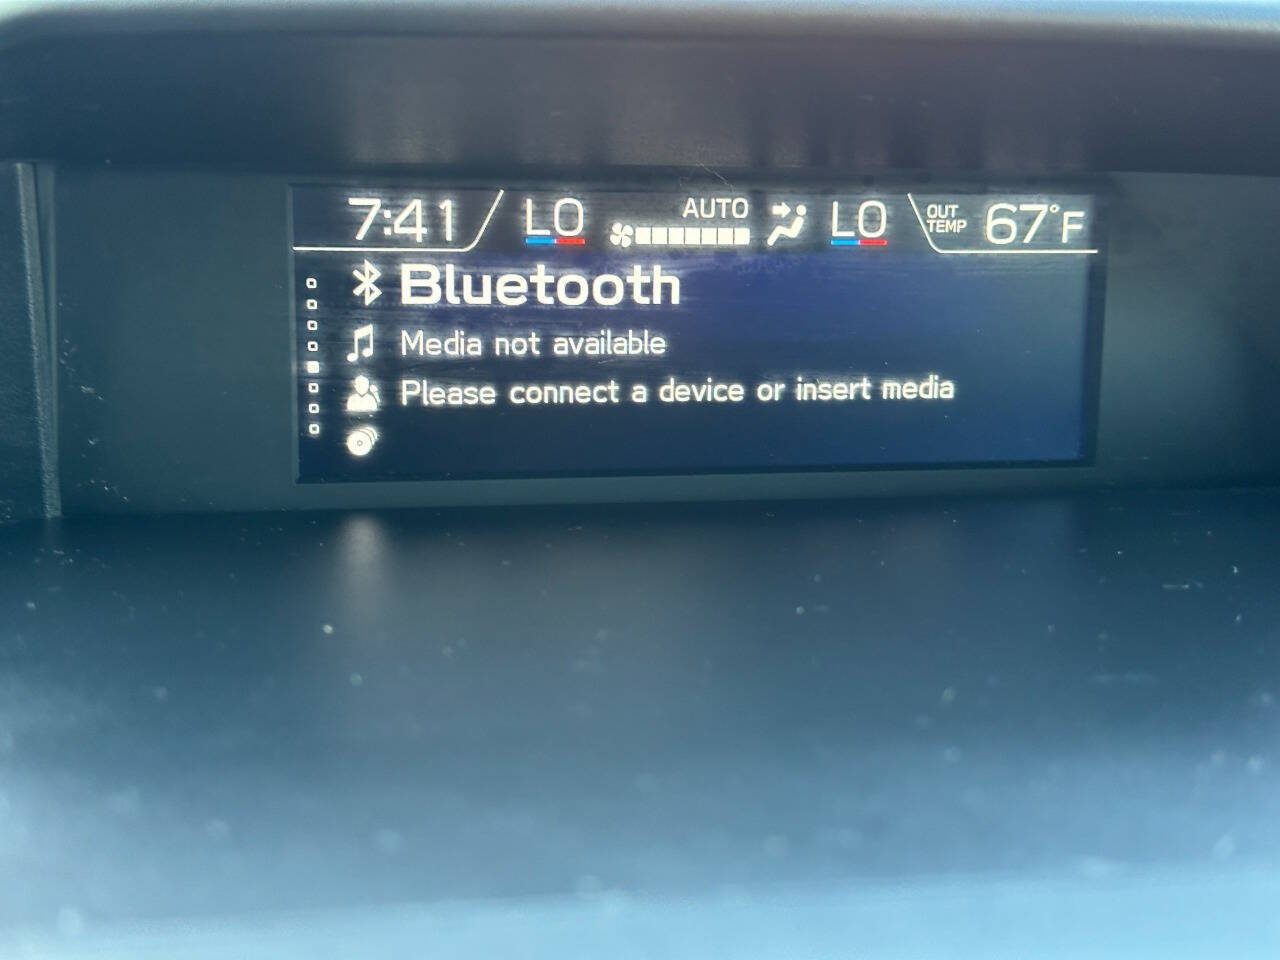 7:41 LO AUTO LO OUT TEMP 67°F
Bluetooth
Media not available
Please connect a device or insert media